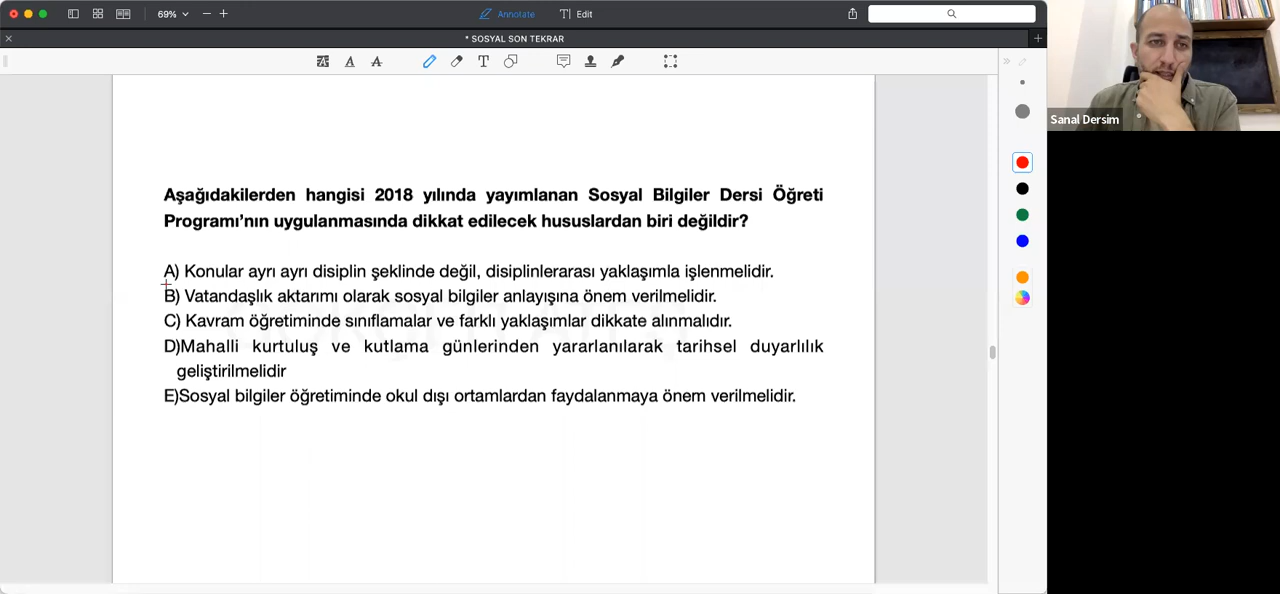 69%
Annotate
Edit
* SOSYAL SON TEKRAR
Aşağıdakilerden hangisi 2018 yılında yayımlanan Sosyal Bilgiler Dersi Öğreti
Programı'nın uygulanmasında dikkat edilecek hususlardan biri değildir?
A) Konular ayrı ayrı disiplin şeklinde değil, disiplinlerarası yaklaşımla işlenmelidir.
B) Vatandaşlık aktarımı olarak sosyal bilgiler anlayışına önem verilmelidir.
C) Kavram öğretiminde sınıflamalar ve farklı yaklaşımlar dikkate alınmalıdır.
D)Mahalli kurtuluş ve kutlama günlerinden yararlanılarak tarihsel duyarlılık
geliştirilmelidir
E)Sosyal bilgiler öğretiminde okul dışı ortamlardan faydalanmaya önem verilmelidir.
Sanal Dersim